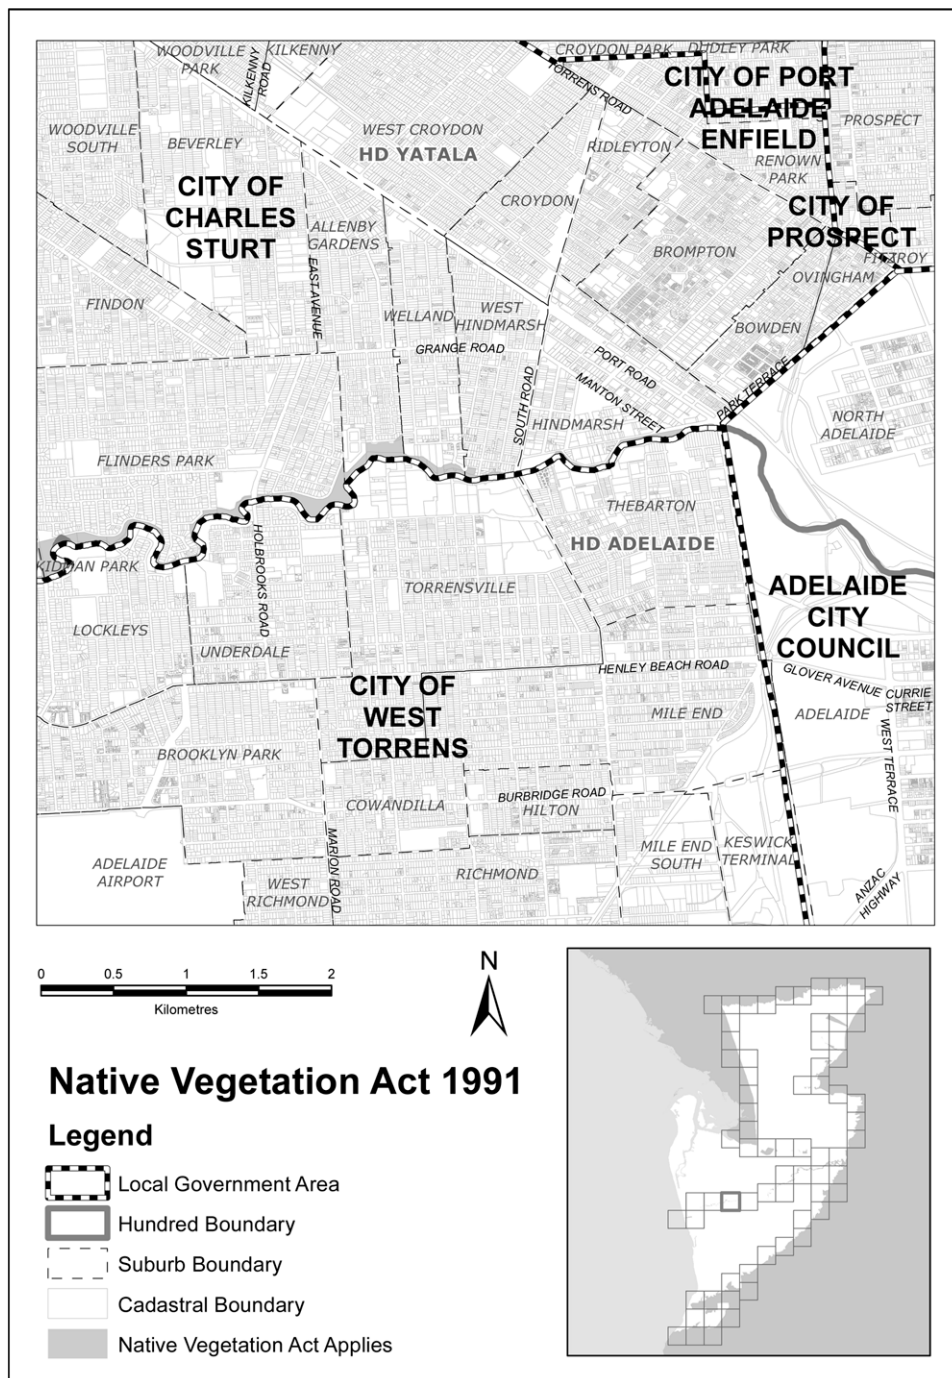 CROYDON PARK
DUDLEY PARK
WOODVILLE
PARK
KILKENNY
KILKENNY
ROAD
TORRENS ROAD
CITY OF PORT
ADELAIDE
ENFIELD
PROSPECT
WOODVILLE
SOUTH
BEVERLEY
WEST CROYDON
HD YATALA
RIDLEYTON
RENOWN
PARK
CITY OF
CHARLES
STURT
CROYDON
CITY OF
PROSPECT
ALLENBY
GARDENS
BROMPTON
FITZROY
OVINGHAM
EAST AVENUE
FINDON
WELLAND
WEST
HINDMARSH
BOWDEN
GRANGE ROAD
PORT ROAD
PARK TERRACE
MANTON STREET
SOUTH ROAD
HINDMARSH
NORTH
ADELAIDE
FLINDERS PARK
THEBARTON
HD ADELAIDE
KIDMAN PARK
HOLBROOKS ROAD
TORRENSVILLE
ADELAIDE
CITY
COUNCIL
LOCKLEYS
UNDERDALE
HENLEY BEACH ROAD
GLOVER AVENUE
CURRIE
STREET
CITY OF
WEST
TORRENS
MILE END
ADELAIDE
WEST TERRACE
BROOKLYN PARK
COWANDILLA
BURBRIDGE ROAD
HILTON
MARION ROAD
MILE END
SOUTH
KESWICK
TERMINAL
ADELAIDE
AIRPORT
WEST
RICHMOND
RICHMOND
ANZAC
HIGHWAY
0 0.5 1 1.5 2
Kilometres
N
Native Vegetation Act 1991
Legend
Local Government Area
Hundred Boundary
Suburb Boundary
Cadastral Boundary
Native Vegetation Act Applies